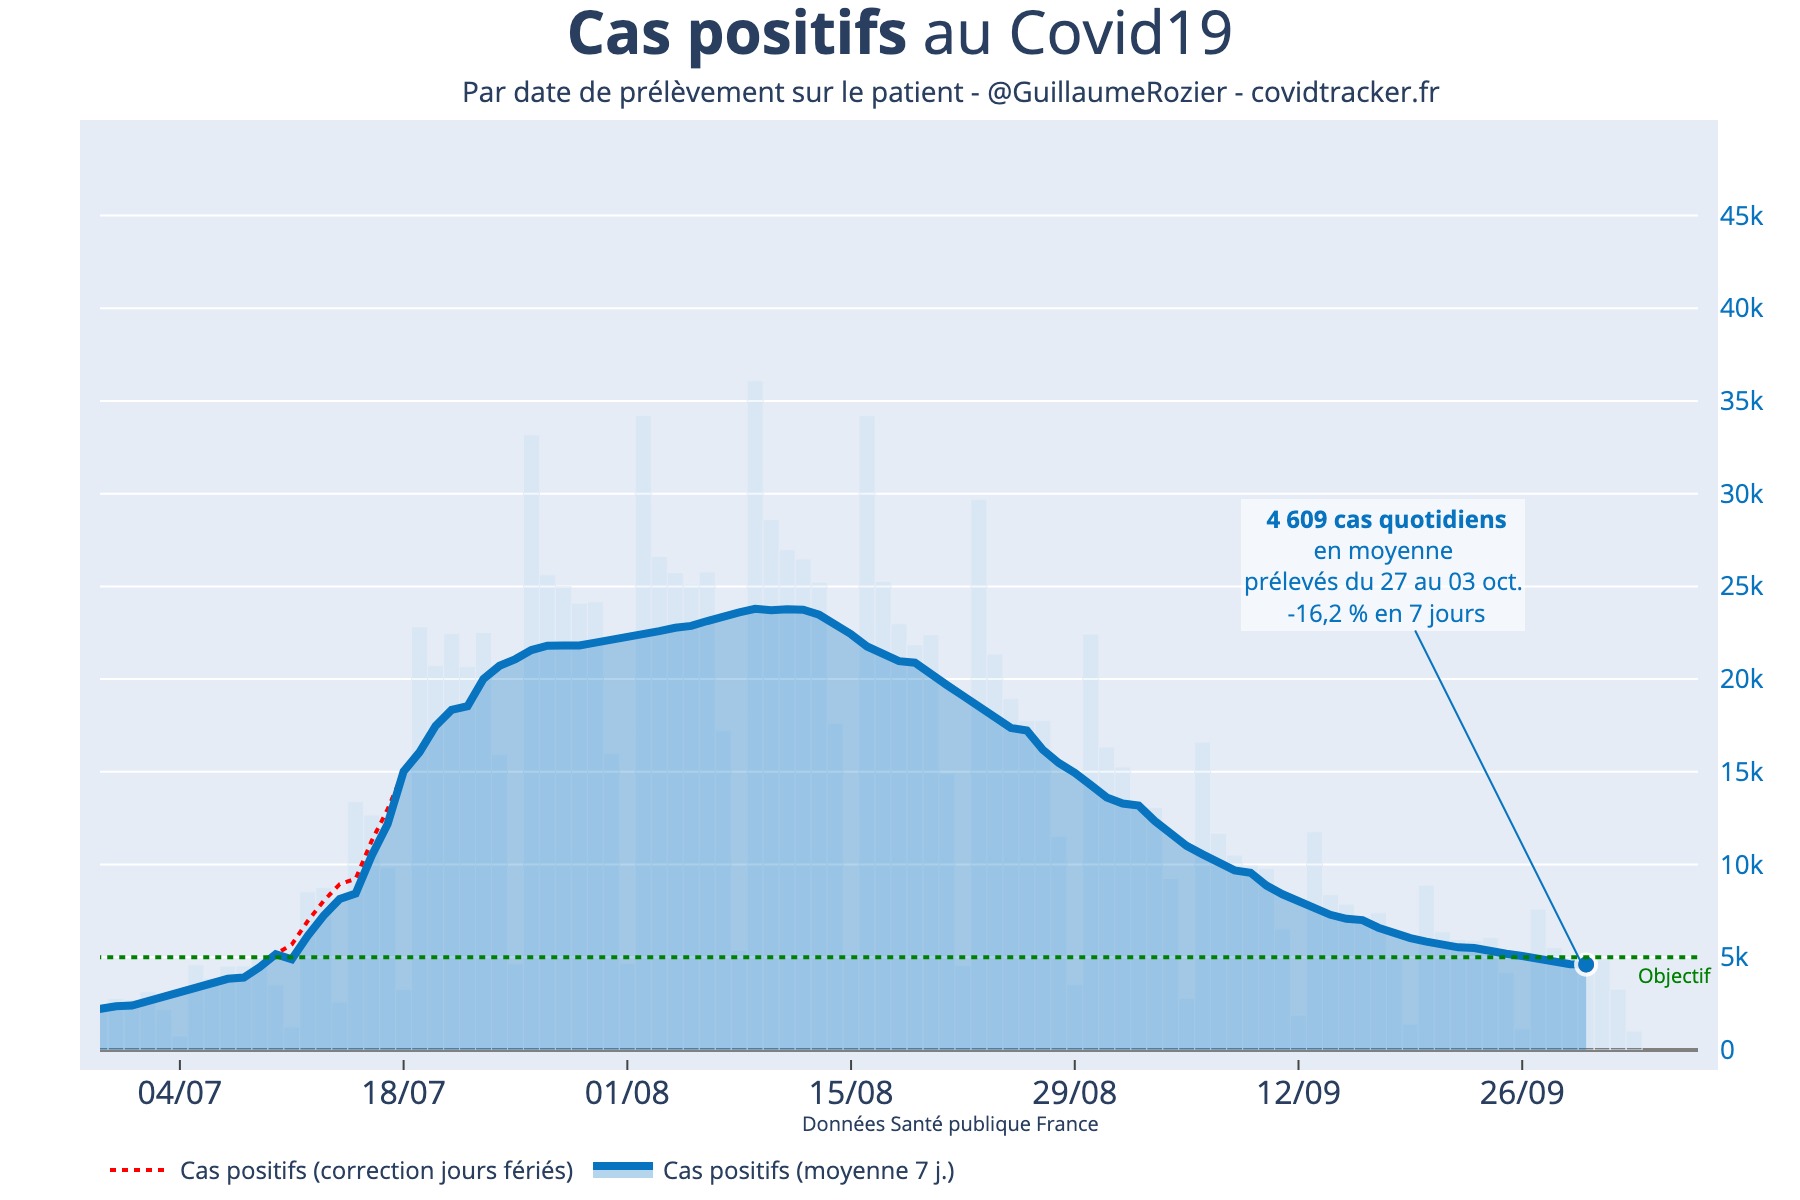 Cas positifs au Covid19
Par date de prélèvement sur le patient - @GuillaumeRozier - covidtracker.fr
45k
40k
35k
30k
4 609 cas quotidiens
en moyenne
prélevés du 27 au 03 oct.
-16,2 % en 7 jours
25k
20k
15k
10k
5k
Objectif
0
04/07 18/07 01/08 15/08 29/08 12/09 26/09
Données Santé publique France
Cas positifs (correction jours fériés) Cas positifs (moyenne 7 j.)